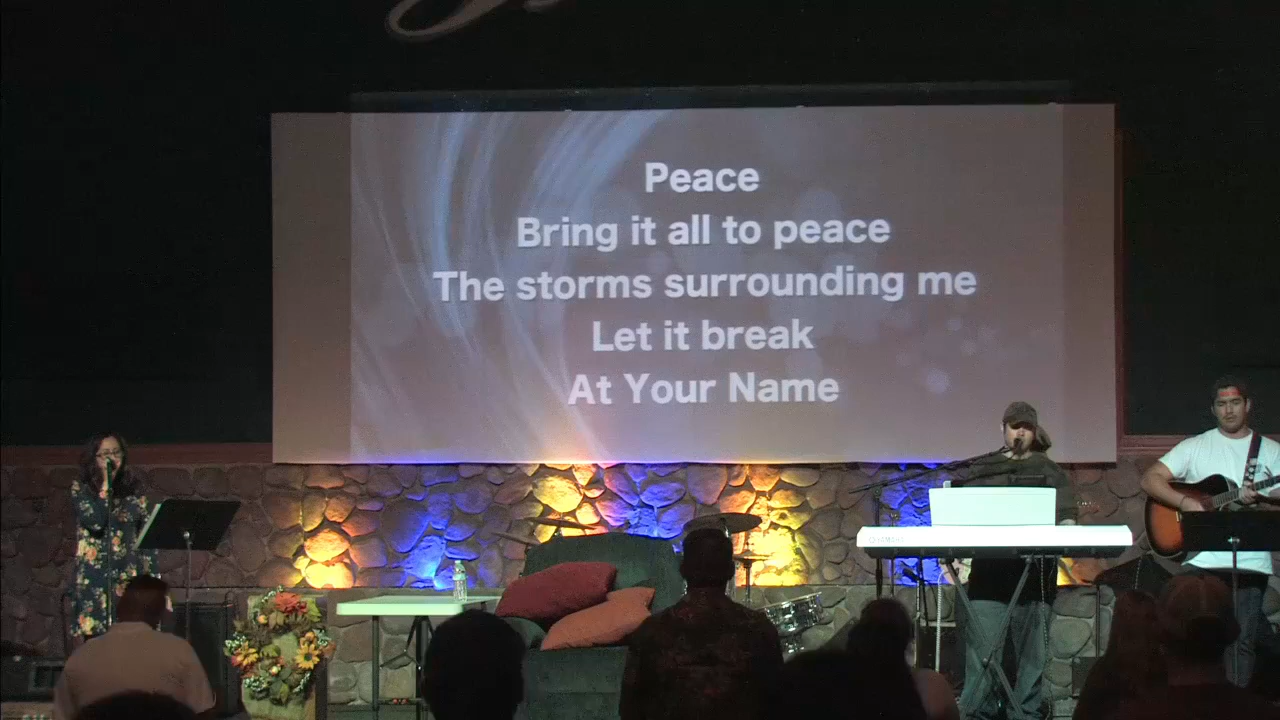 Peace
Bring it all to peace
The storms surrounding me
Let it break
At Your Name